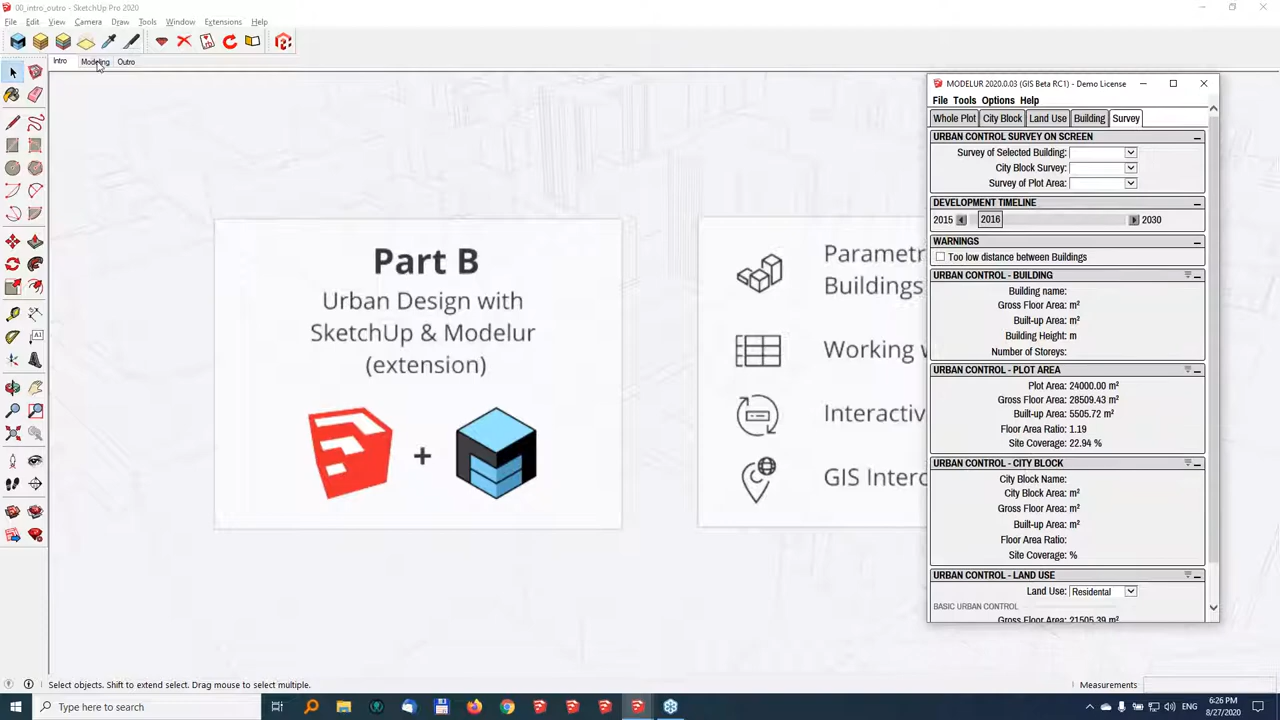 00_intro_outro - SketchUp Pro 2020
File Edit View Camera Draw Tools Window Extensions Help
Intro Modeling Outro
Part B
Urban Design with
SketchUp & Modelur
(extension)
+
Buildings
Working
GIS
MODELUR 2020.0.03 (GIS Beta RC1) - Demo License
File Tools Options Help
Whole Plot City Block Land Use Building Survey
URBAN CONTROL SURVEY ON SCREEN
Survey of Selected Building:
City Block Survey:
Survey of Plot Area:
DEVELOPMENT TIMELINE
2015 2016 2030
WARNINGS
Too low distance between Buildings
URBAN CONTROL - BUILDING
Building name:
Gross Floor Area: m²
Built-up Area: m²
Building Height: m
Number of Storeys:
URBAN CONTROL - PLOT AREA
Plot Area: 24000.00 m²
Gross Floor Area: 28509.43 m²
Built-up Area: 5505.72 m²
Floor Area Ratio: 1.19
Site Coverage: 22.94 %
URBAN CONTROL - CITY BLOCK
City Block Name:
City Block Area: m²
Gross Floor Area: m²
Built-up Area: m²
Floor Area Ratio:
Site Coverage: %
URBAN CONTROL - LAND USE
Land Use: Residential
BASIC URBAN CONTROL
Gross Floor Area: 21505.39 m²
Select objects. Shift to extend select. Drag mouse to select multiple.
Measurements
Type here to search
ENG
6:26 PM
8/27/2020